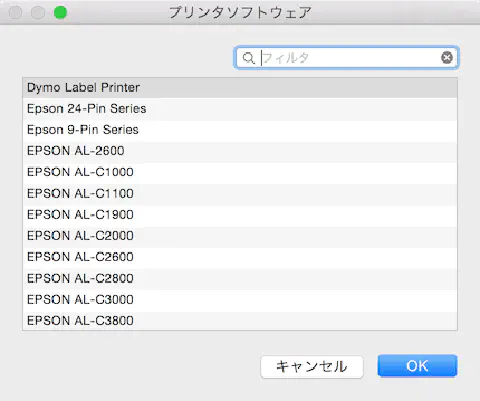 プリンタソフトウェア
フィルタ
Dymo Label Printer
Epson 24-Pin Series
Epson 9-Pin Series
EPSON AL-2600
EPSON AL-C1000
EPSON AL-C1100
EPSON AL-C1900
EPSON AL-C2000
EPSON AL-C2600
EPSON AL-C2800
EPSON AL-C3000
EPSON AL-C3800
キャンセル
OK